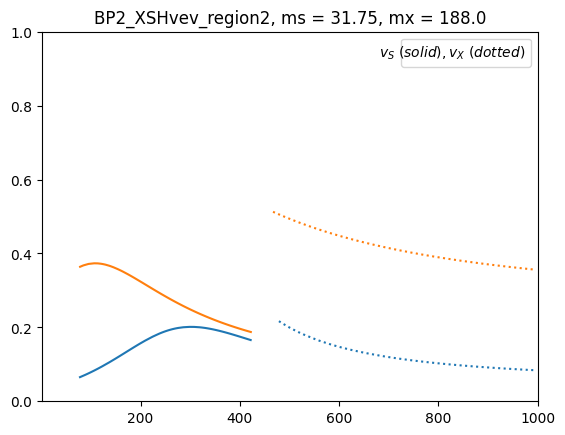 BP2_XSHvev_region2, ms = 31.75, mx = 188.0
1.0
v_S (solid), v_X (dotted)
0.8
0.6
0.4
0.2
0.0
200 400 600 800 1000